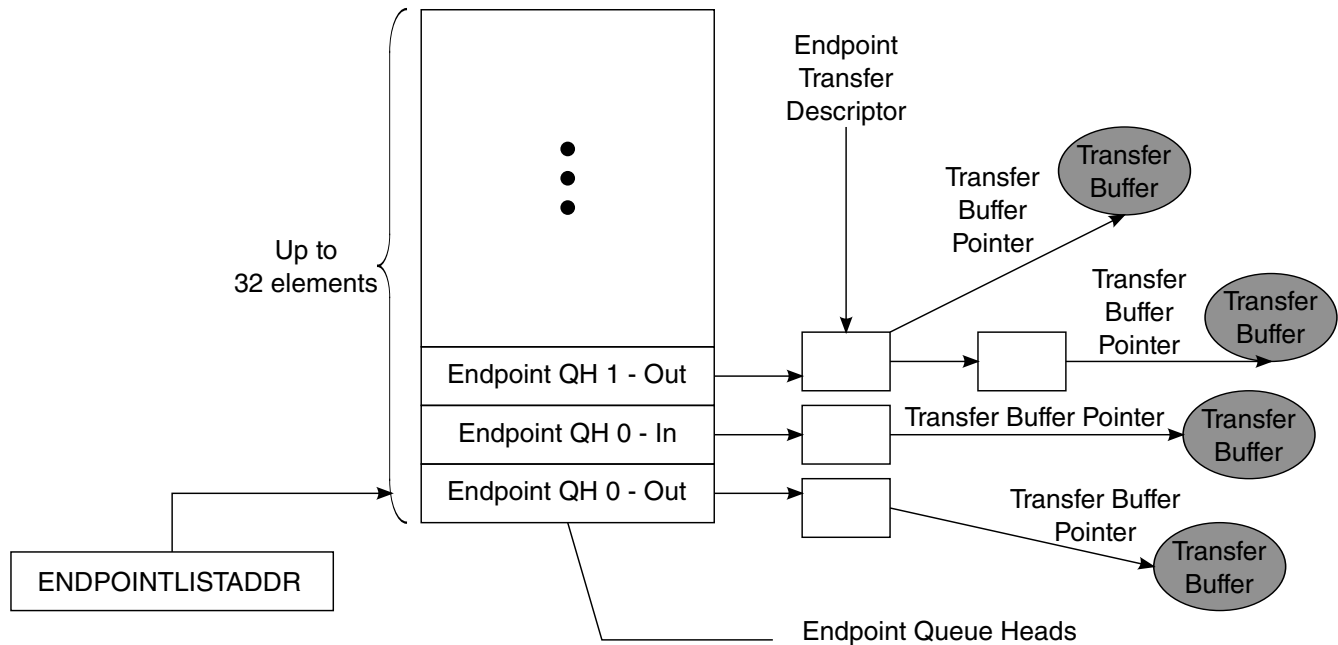 Endpoint
Transfer
Descriptor
Transfer
Buffer
Transfer
Buffer
Pointer
Up to
32 elements
Transfer
Buffer
Pointer
Transfer
Buffer
Endpoint QH 1 - Out
Endpoint QH 0 - In
Transfer Buffer Pointer
Transfer
Buffer
Endpoint QH 0 - Out
Transfer Buffer
Pointer
Transfer
Buffer
ENDPOINTLISTADDR
Endpoint Queue Heads